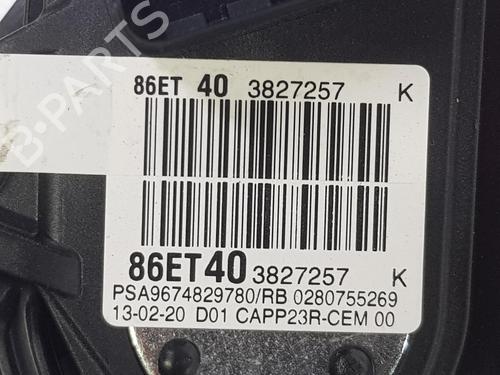 86ET 40 3827257 K
86ET40 3827257 K
PSA9674829780/RB 0280755269
13-02-20 D01 CAPP23R-CEM 00
B-PARTS